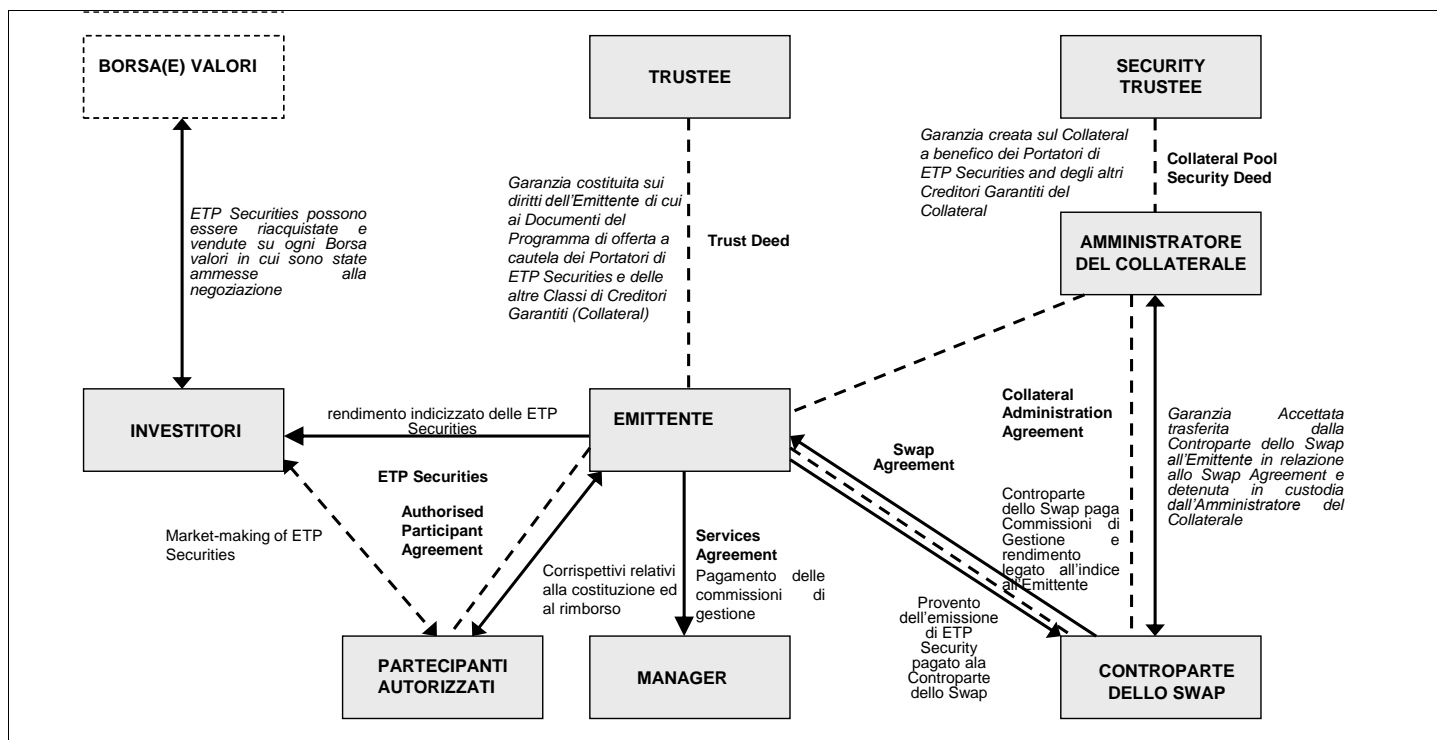 BORSA(E) VALORI
TRUSTEE
SECURITY
TRUSTEE
Garanzia creata sul Collateral
a benefico dei Portatori di
ETP Securities and degli altri
Creditori Garantiti del
Collateral
Collateral Pool
Security Deed
Garanzia costituita sui
diritti dell'Emittente di cui
ai Documenti del
Programma di offerta a
cautela dei Portatori di
ETP Securities e delle
altre Classi di Creditori
Garantiti (Collateral)
Trust Deed
ETP Securities possono
essere riacquistate e
vendute su ogni Borsa
valori in cui sono state
ammesse alla
negoziazione
AMMINISTRATORE
DEL COLLATERALE
INVESTITORI
rendimento indicizzato delle ETP
Securities
EMITTENTE
Collateral
Administration
Agreement
Garanzia Accettata
trasferita dalla
Controparte dello Swap
all'Emittente in relazione
allo Swap Agreement e
detenuta in custodia
dall'Amministratore del
Collaterale
Swap
Agreement
ETP Securities
Authorised
Participant
Agreement
Market-making of ETP
Securities
Services
Agreement
Pagamento delle
commissioni di
gestione
Corrispettivi relativi
alla costituzione ed
al rimborso
Controparte
dello Swap paga
Commissioni di
Gestione e
rendimento
legato all'indice
all'Emittente
Provento
dell'emissione
di ETP
Security
pagato ala
Controparte
dello Swap
PARTECIPANTI
AUTORIZZATI
MANAGER
CONTROPARTE
DELLO SWAP